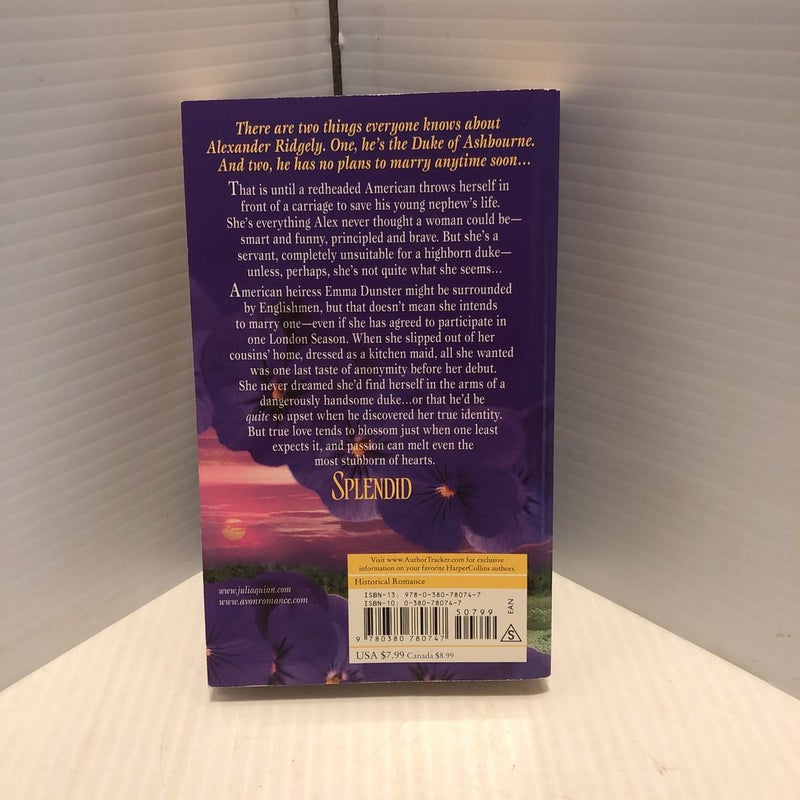 There are two things everyone knows about
Alexander Ridgely. One, he's the Duke of Ashbourne.
And two, he has no plans to marry anytime soon...
That is until a redheaded American throws herself in
front of a carriage to save his young nephew's life.
She's everything Alex never thought a woman could be—
smart and funny, principled and brave. But she's a
servant, completely unsuitable for a highborn duke—
unless, perhaps, she's not quite what she seems...
American heiress Emma Dunster might be surrounded
by Englishmen, but that doesn't mean she intends
to marry one—even if she has agreed to participate in
one London Season. When she slipped out of her
cousins' home, dressed as a kitchen maid, all she wanted
was one last taste of anonymity before her debut.
She never dreamed she'd find herself in the arms of a
dangerously handsome duke...or that he'd be
quite so upset when he discovered her true identity.
But true love tends to blossom just when one least
expects it, and passion can melt even the
most stubborn of hearts.
SPLENDID
www.juliaquinn.com
www.avonromance.com
Visit www.AuthorTracker.com for exclusive
information on your favorite HarperCollins authors.
Historical Romance
ISBN-13: 978-0-380-78074-7
ISBN-10: 0-380-78074-7
50799
EAN
9 780380 780747
S
USA $7.99 Canada $8.99